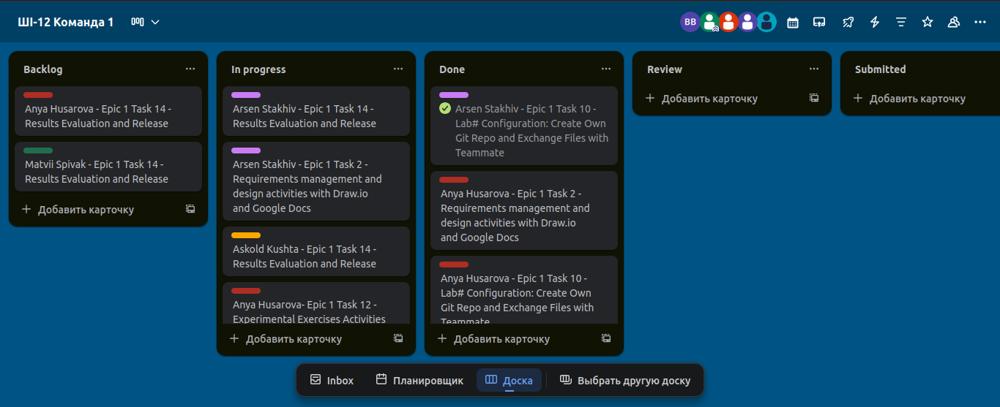 ШІ-12 Команда 1
BB
Backlog
Anya Husarova - Epic 1 Task 14 -
Results Evaluation and Release
Matvii Spivak - Epic 1 Task 14 -
Results Evaluation and Release
Добавить карточку
In progress
Arsen Stakhiv - Epic 1 Task 14 -
Results Evaluation and Release
Arsen Stakhiv - Epic 1 Task 2 -
Requirements management and
design activities with Draw.io
and Google Docs
Askold Kushta - Epic 1 Task 14 -
Results Evaluation and Release
Anya Husarova- Epic 1 Task 12 -
Experimental Exercises Activities
Добавить карточку
Done
Arsen Stakhiv - Epic 1 Task 10 -
Lab# Configuration: Create Own
Git Repo and Exchange Files with
Teammate
Anya Husarova - Epic 1 Task 2 -
Requirements management and
design activities with Draw.io
and Google Docs
Anya Husarova - Epic 1 Task 10 -
Lab# Configuration: Create Own
Git Repo and Exchange Files with
Teammate
Добавить карточку
Review
Добавить карточку
Submitted
Добавить карточку
Inbox
Планировщик
Доска
Выбрать другую доску